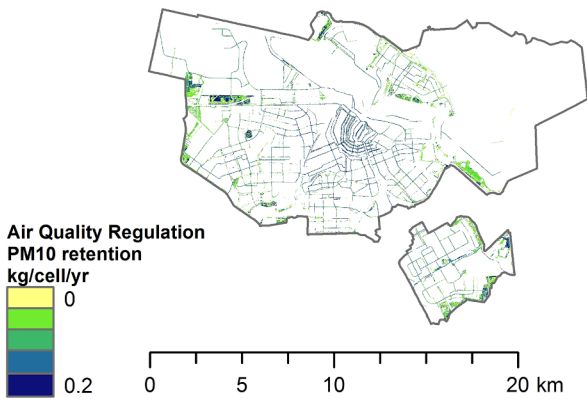 Air Quality Regulation
PM10 retention
kg/cell/yr
0
0.2
0 5 10 20 km